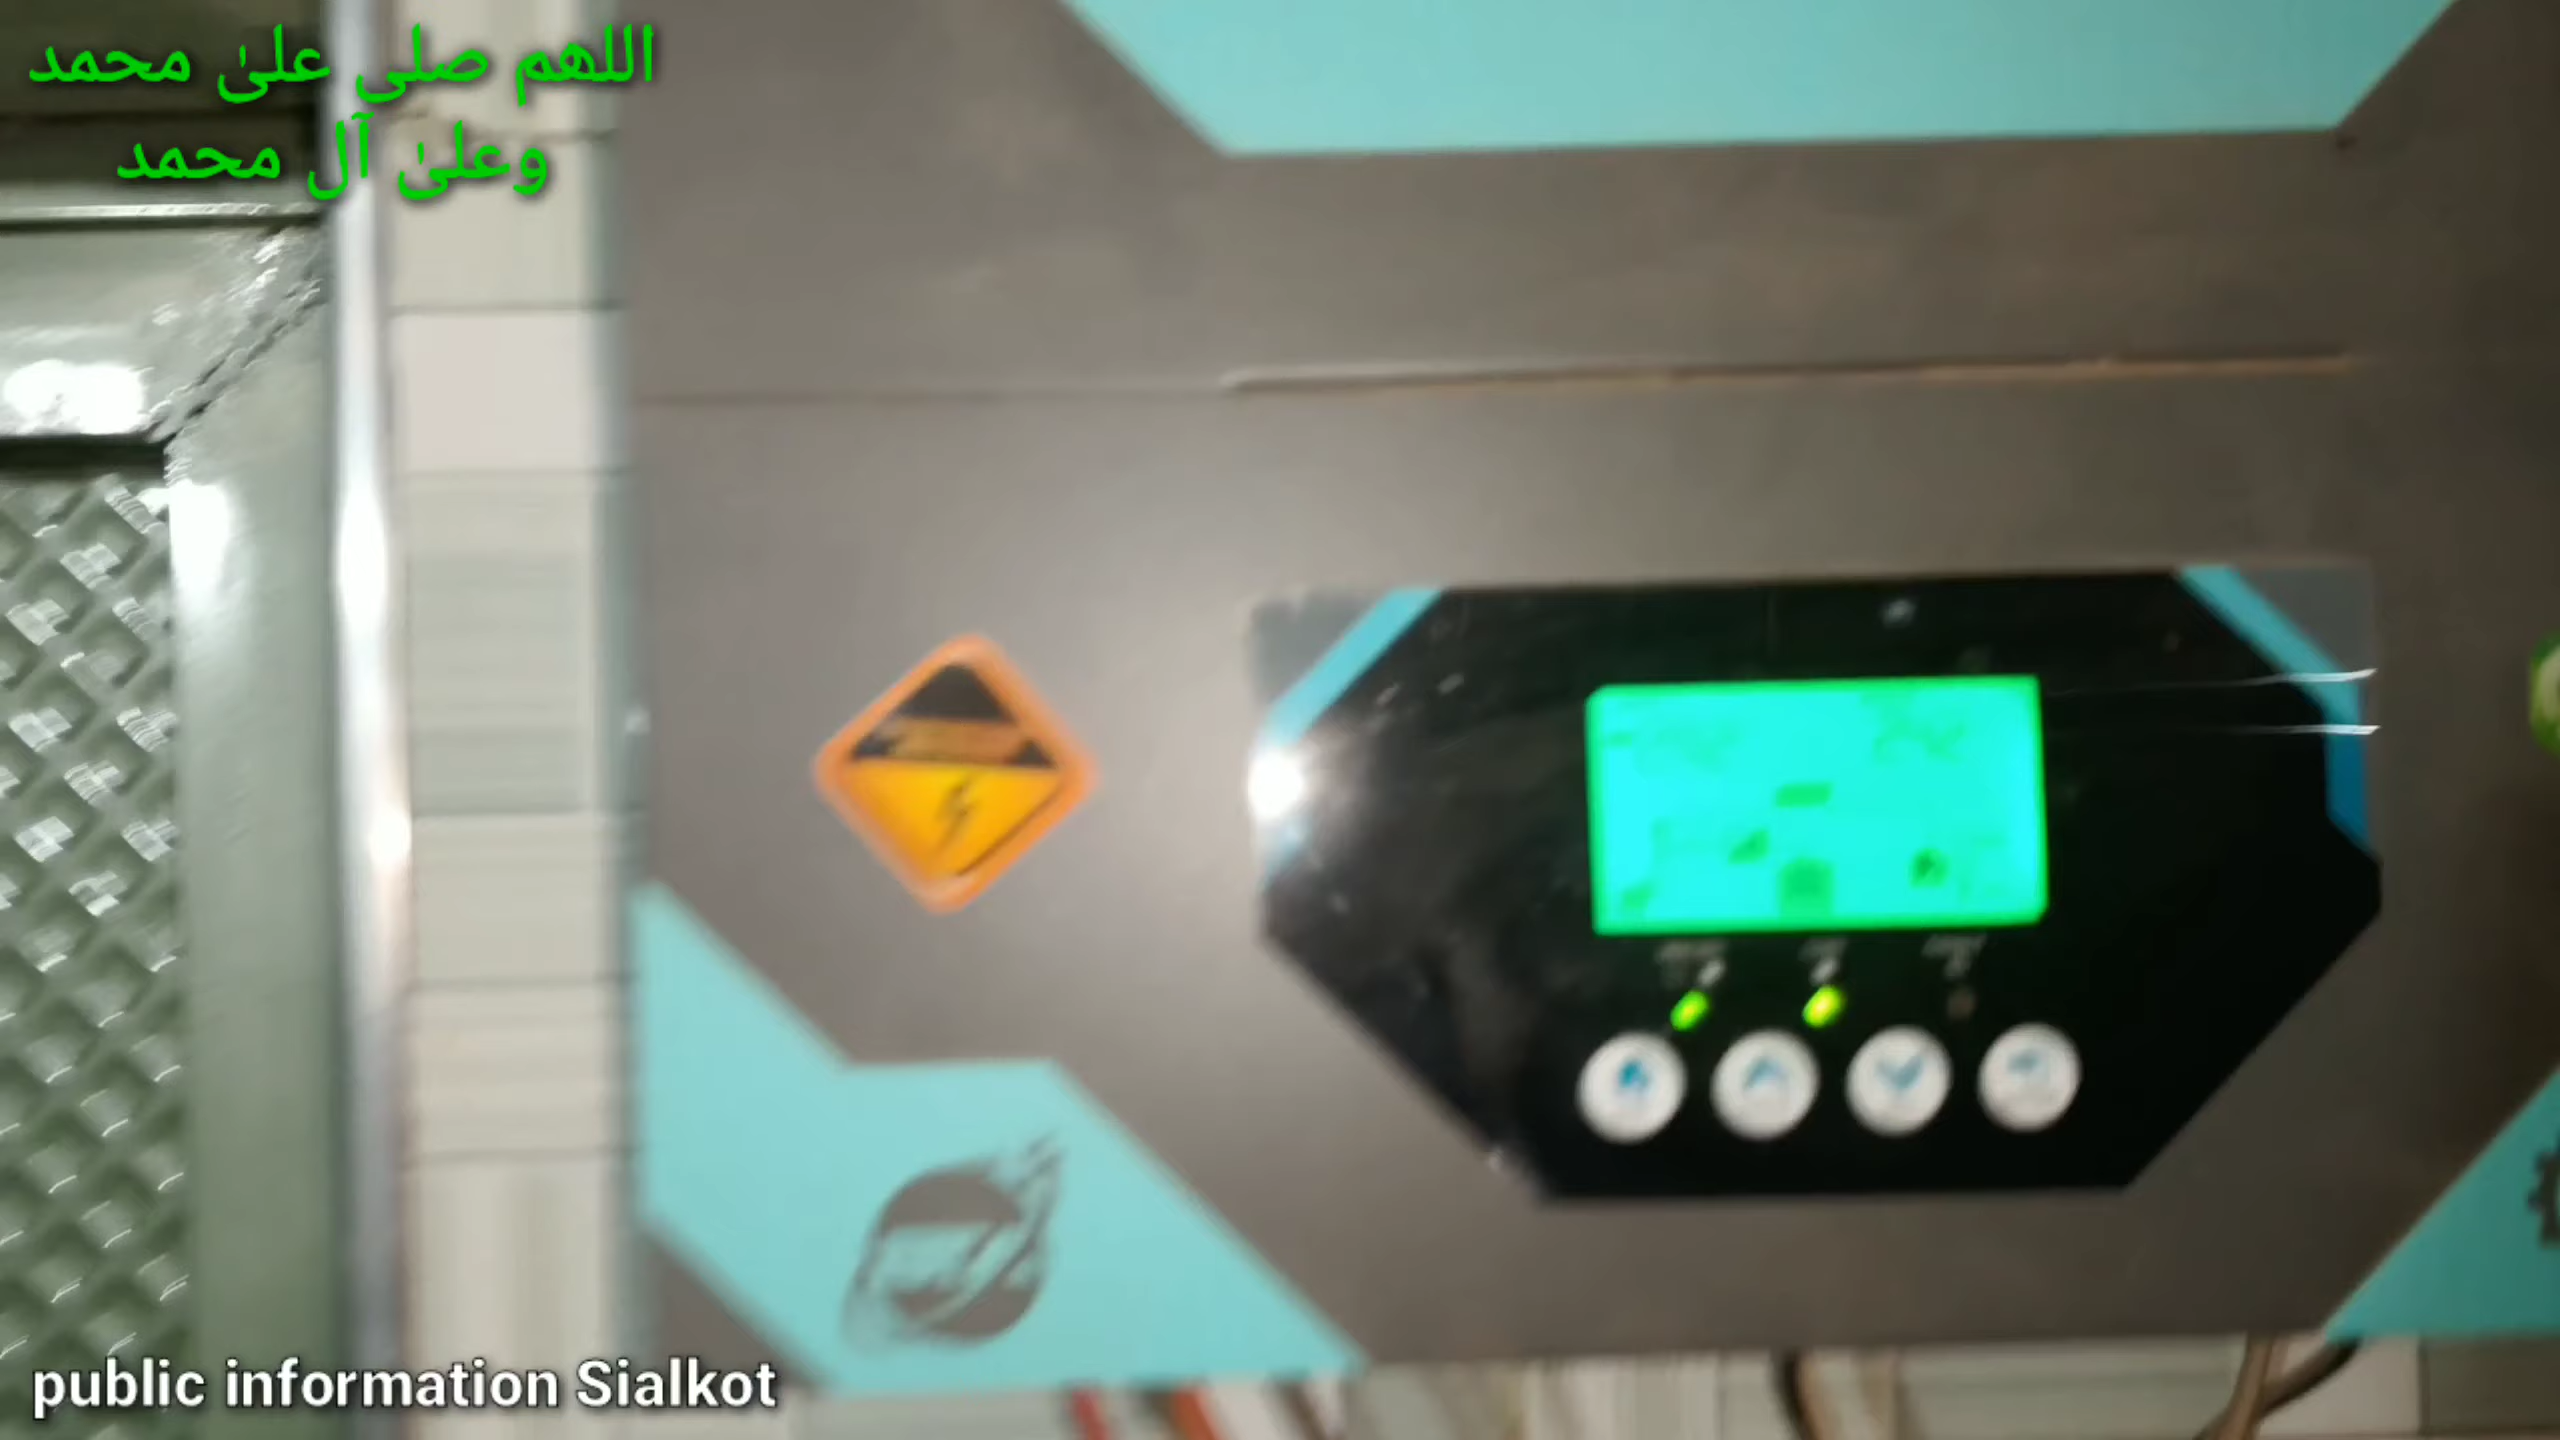 اللهم صلی علیٰ محمد
وعلیٰ آل محمد
public information Sialkot